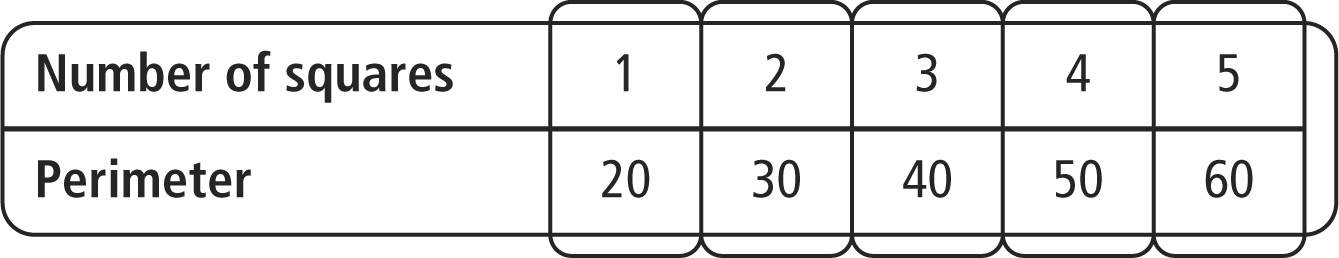 Number of squares 1 2 3 4 5
Perimeter 20 30 40 50 60